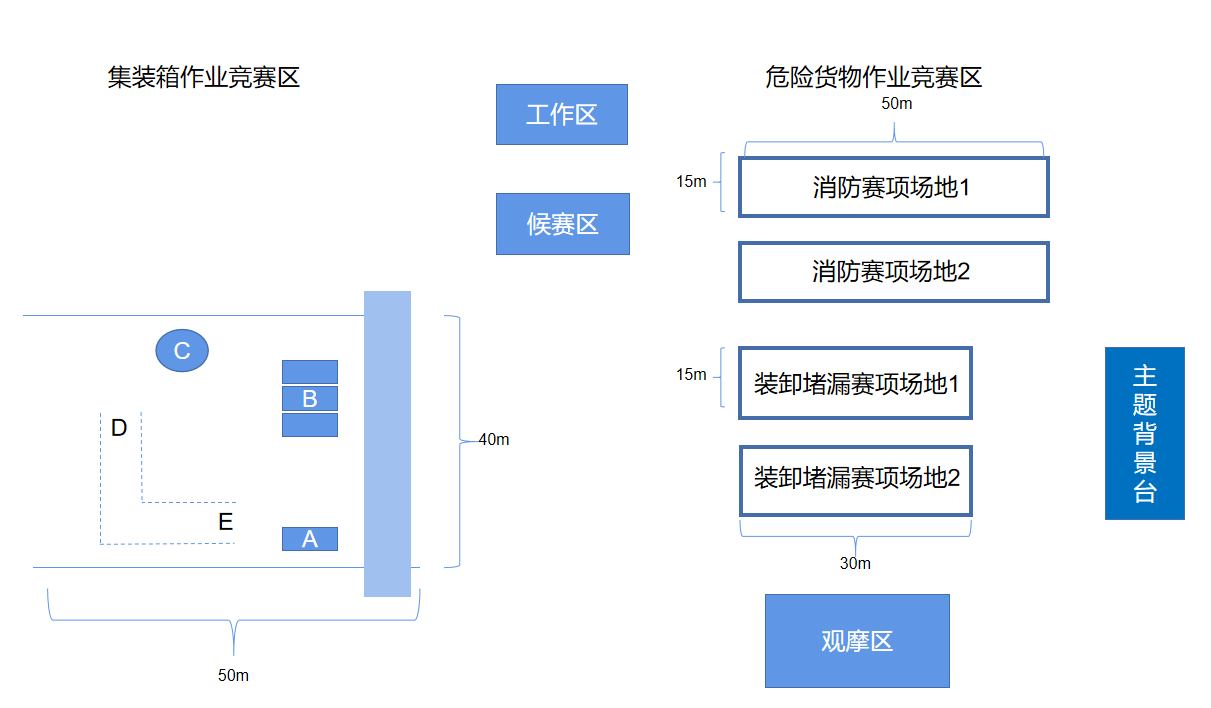 集装箱作业竞赛区
危险货物作业竞赛区
工作区
50m
15m
消防赛项场地1
候赛区
消防赛项场地2
C
B
15m
装卸堵漏赛项场地1
主题背景台
D
40m
装卸堵漏赛项场地2
E
A
30m
观摩区
50m